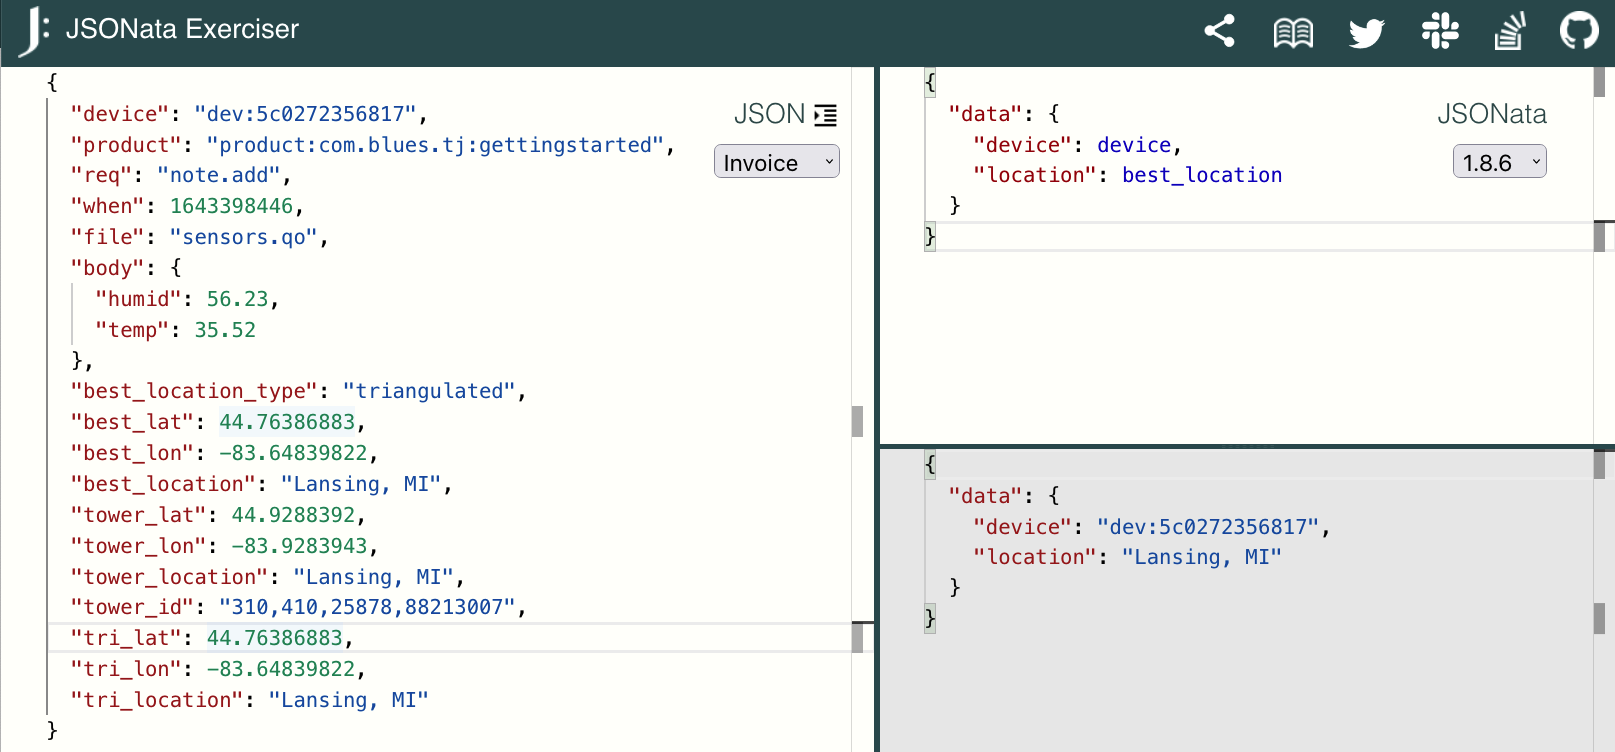 JSONata Exerciser
{
  "device": "dev:5c0272356817",
  "product": "product:com.blues.tj:gettingstarted",
  "req": "note.add",
  "when": 1643398446,
  "file": "sensors.qo",
  "body": {
    "humid": 56.23,
    "temp": 35.52
  },
  "best_location_type": "triangulated",
  "best_lat": 44.76386883,
  "best_lon": -83.64839822,
  "best_location": "Lansing, MI",
  "tower_lat": 44.9288392,
  "tower_lon": -83.9283943,
  "tower_location": "Lansing, MI",
  "tower_id": "310,410,25878,88213007",
  "tri_lat": 44.76386883,
  "tri_lon": -83.64839822,
  "tri_location": "Lansing, MI"
}
JSON
Invoice
{
  "data": {
    "device": device,
    "location": best_location
  }
}
JSONata
1.8.6
{
  "data": {
    "device": "dev:5c0272356817",
    "location": "Lansing, MI"
  }
}